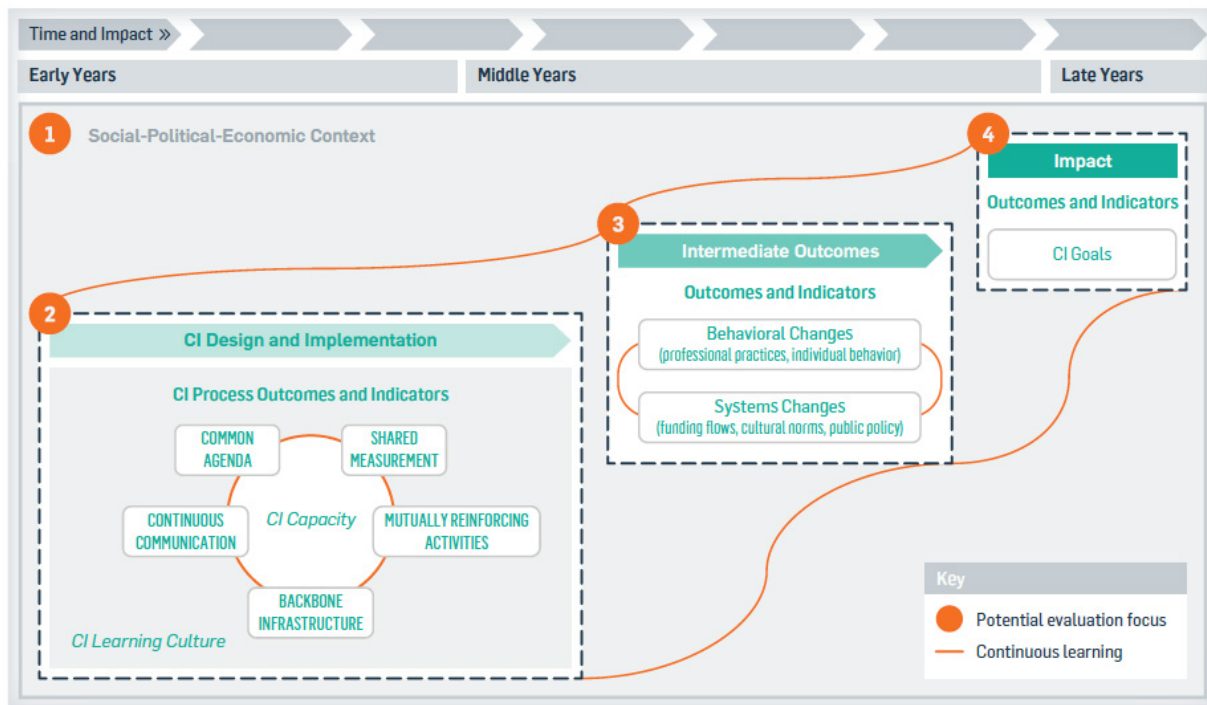 Time and Impact »
Early Years
Middle Years
Late Years
1
Social-Political-Economic Context
4
Impact
Outcomes and Indicators
CI Goals
3
Intermediate Outcomes
Outcomes and Indicators
Behavioral Changes
(professional practices, individual behavior)
Systems Changes
(funding flows, cultural norms, public policy)
2
CI Design and Implementation
CI Process Outcomes and Indicators
COMMON
AGENDA
SHARED
MEASUREMENT
CI Capacity
CONTINUOUS
COMMUNICATION
MUTUALLY REINFORCING
ACTIVITIES
BACKBONE
INFRASTRUCTURE
CI Learning Culture
Key
Potential evaluation focus
Continuous learning